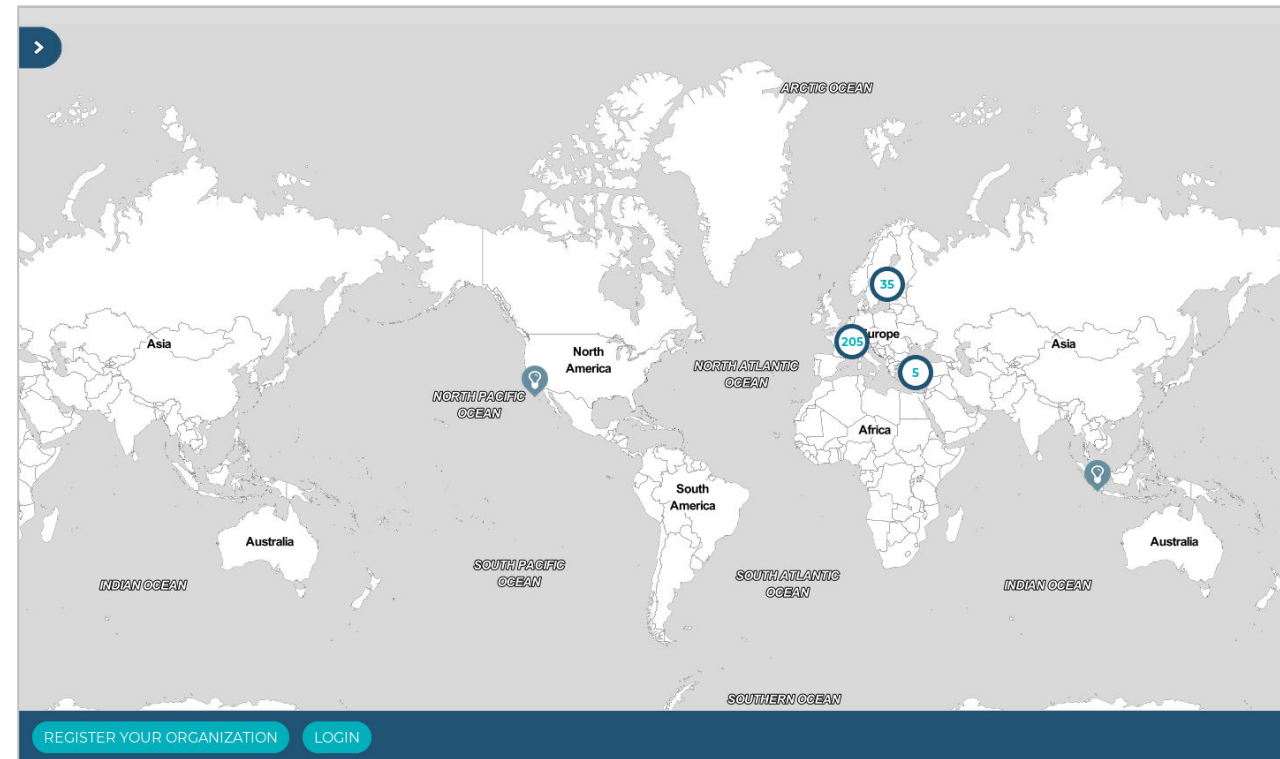 ARCTIC OCEAN
35
Europe
205
Asia
Asia
North
America
NORTH ATLANTIC
OCEAN
5
NORTH PACIFIC
OCEAN
Africa
South
America
Australia
Australia
SOUTH PACIFIC
OCEAN
SOUTH ATLANTIC
OCEAN
INDIAN OCEAN
INDIAN OCEAN
SOUTHERN OCEAN
REGISTER YOUR ORGANIZATION
LOGIN